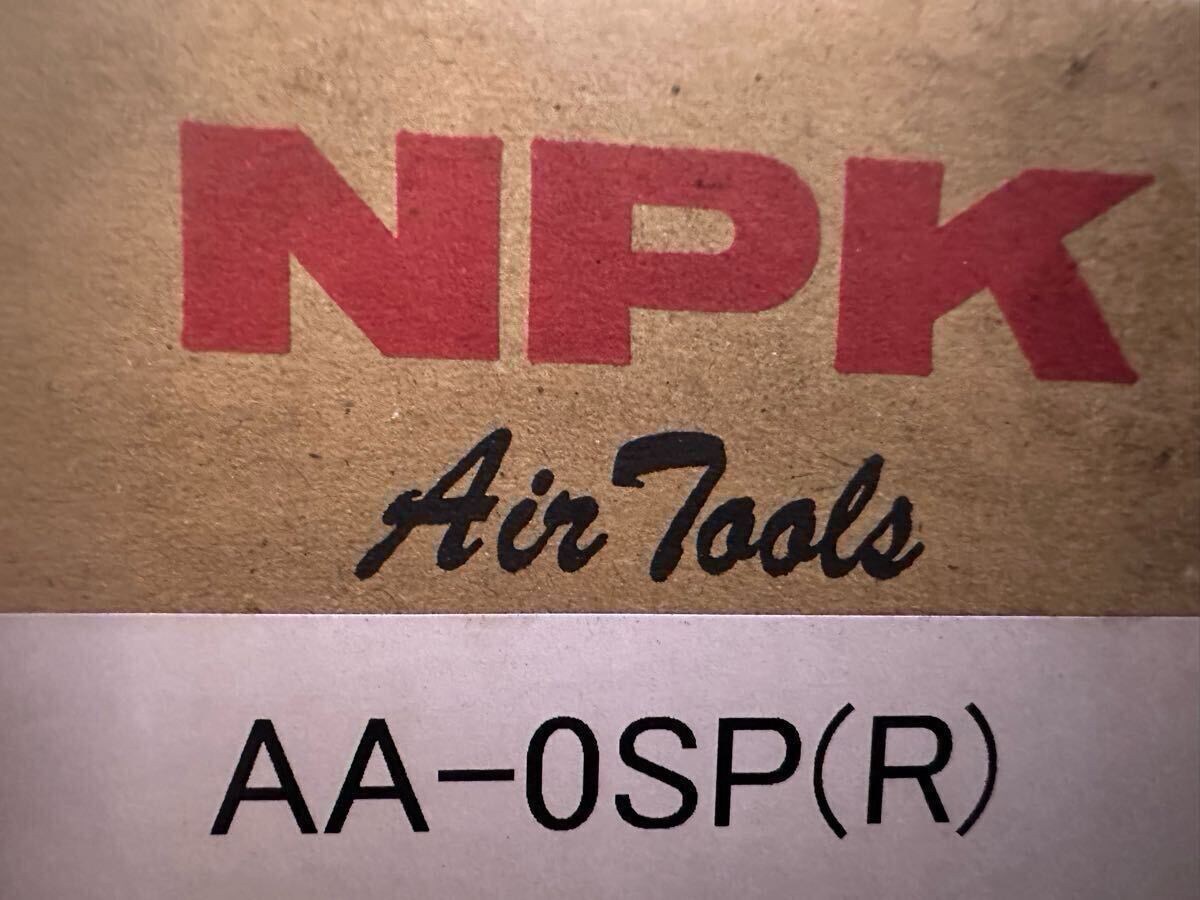 NPK
Air Tools
AA-0SP(R)